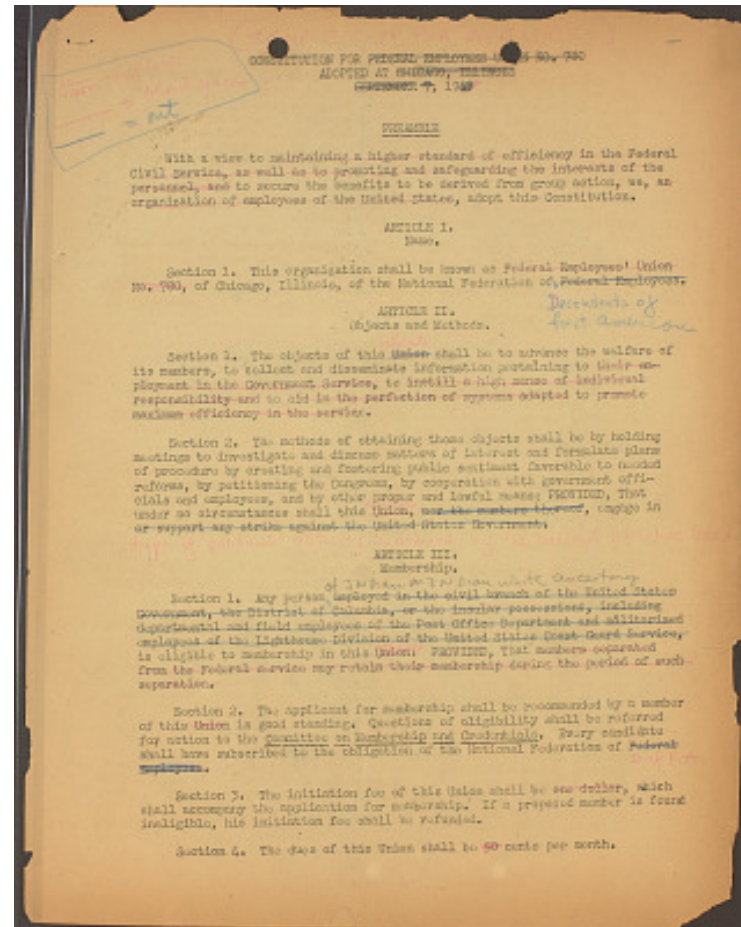 CONSTITUTION FOR FEDERAL EMPLOYEES UNION NO. 780
ADOPTED AT CHICAGO, ILLINOIS
= Art
PREAMBLE
With a view to maintaining a higher standard of efficiency in the Federal
Civil Service, as well as to promoting and safeguarding the interests of the
personnel, and to secure the benefits to be derived from group action, we, an
organization of employees of the United States, adopt this Constitution.
ARTICLE I.
Name.
Section 1. This organization shall be known as Federal Employees' Union
No. 780, of Chicago, Illinois, of the National Federation of Federal Employees.
Decendents of
first American
ARTICLE II.
Objects and Methods.
Section 1. The objects of this Union shall be to advance the welfare of
its members, to collect and disseminate information pertaining to their em-
ployment in the Government Service, to instill a high sense of individual
responsibility and to aid in the perfection of systems adapted to promote
maximum efficiency in the service.
Section 2. The methods of obtaining those objects shall be by holding
meetings to investigate and discuss matters of interest and formulate plans
of procedure by creating and fostering public sentiment favorable to needed
reforms, by petitioning the Congress, by cooperation with government offi-
cials and employees, and by other proper and lawful means; PROVIDED, That
under no circumstances shall this Union, nor the members thereof, engage in
or support any strike against the United States Government.
ARTICLE III.
Membership.
of Indian or Indian white ancestory
Section 1. Any person employed in the civil branch of the United States
Government, the District of Columbia, or the insular possessions, including
departmental and field employees of the Post Office Department and militarized
employees of the Lighthouse Division of the United States Coast Guard Service,
is eligible to membership in this Union: PROVIDED, That members separated
from the Federal service may retain their membership during the period of such
separation.
Section 2. The applicant for membership shall be recommended by a member
of this Union in good standing. Questions of eligibility shall be referred
for action to the Committee on Membership and Credentials. Every candidate
shall have subscribed to the obligation of the National Federation of Federal
Employees.
Section 3. The initiation fee of this Union shall be one dollar, which
shall accompany the application for membership. If a proposed member is found
ineligible, his initiation fee shall be refunded.
Section 4. The dues of this Union shall be 50 cents per month.